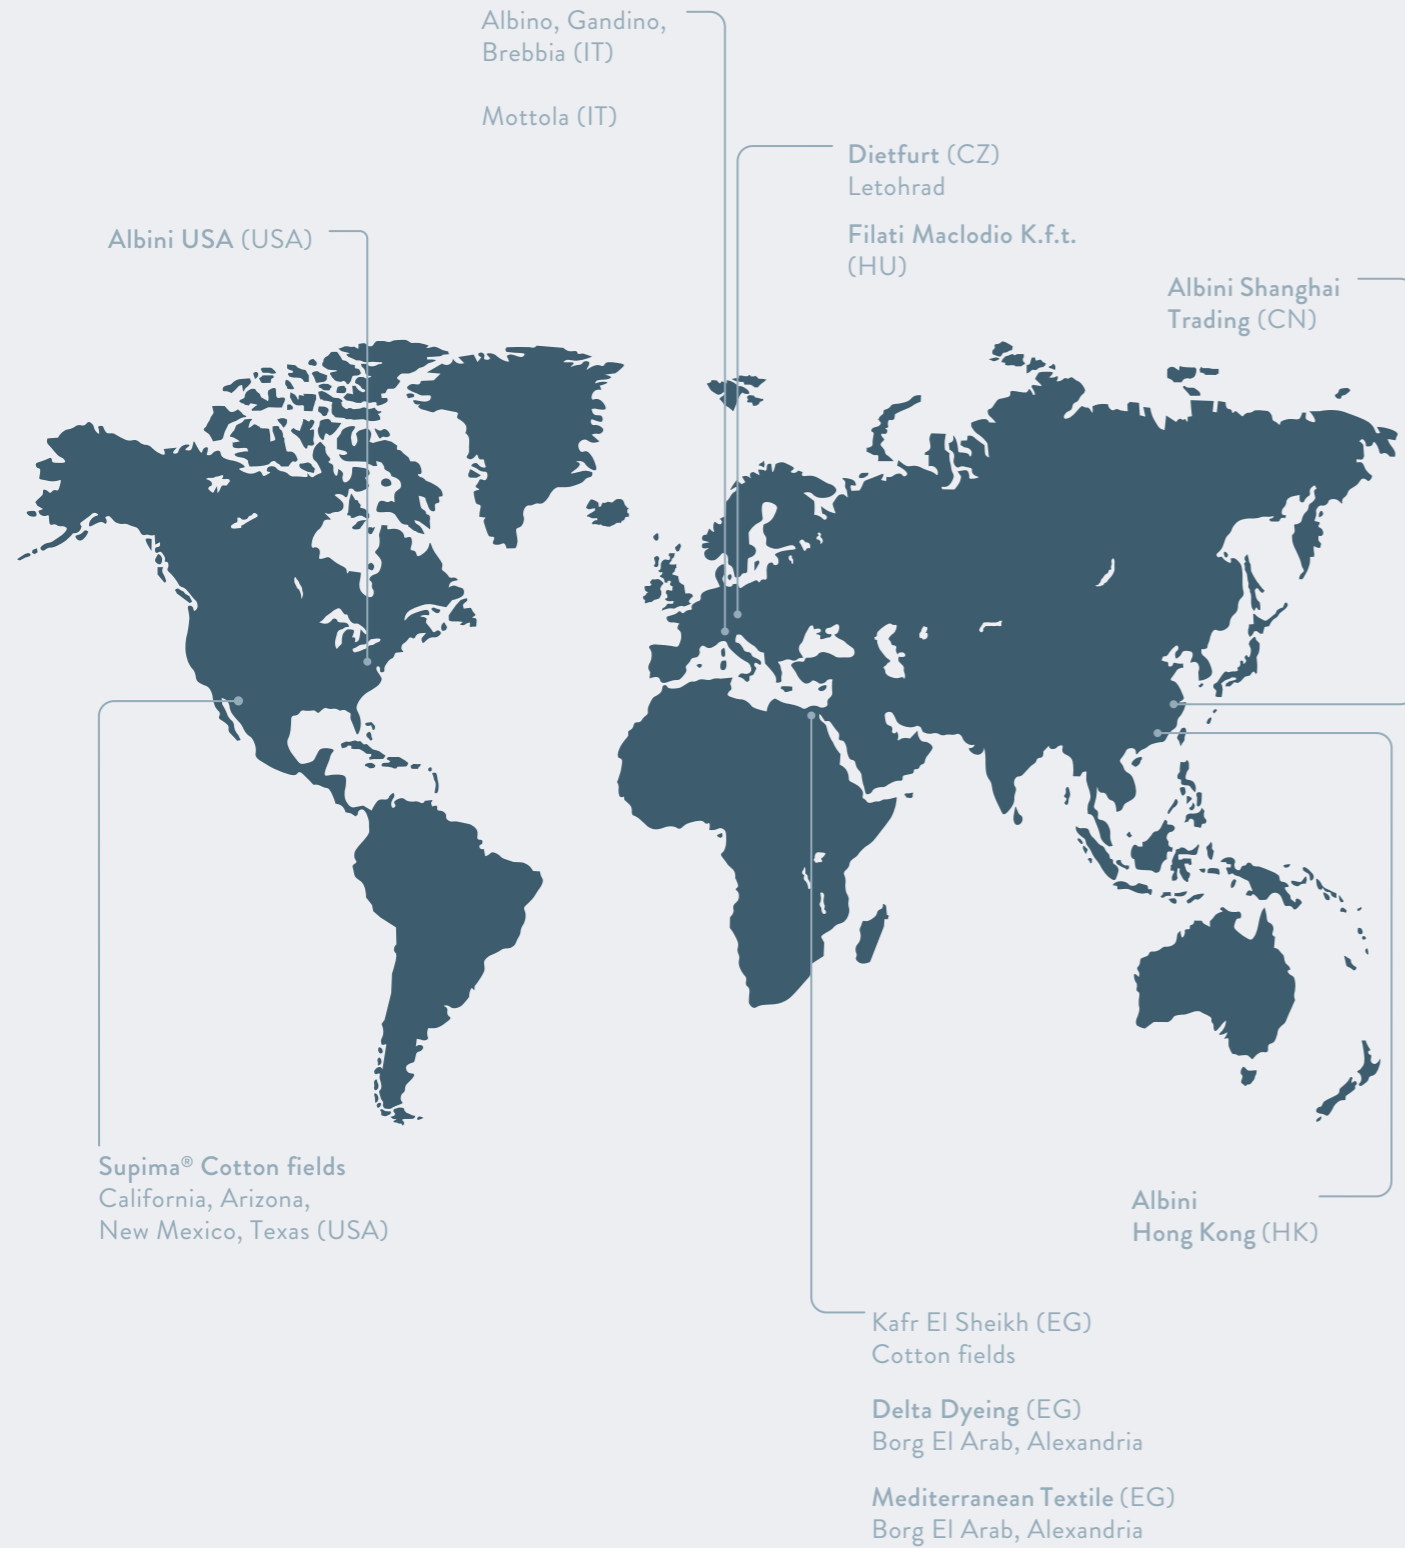 Albino, Gandino,
Brebbia (IT)
Mottola (IT)
Dietfurt (CZ)
Letohrad
Filati Maclodio K.f.t.
(HU)
Albini USA (USA)
Albini Shanghai
Trading (CN)
Supima® Cotton fields
California, Arizona,
New Mexico, Texas (USA)
Albini
Hong Kong (HK)
Kafr El Sheikh (EG)
Cotton fields
Delta Dyeing (EG)
Borg El Arab, Alexandria
Mediterranean Textile (EG)
Borg El Arab, Alexandria